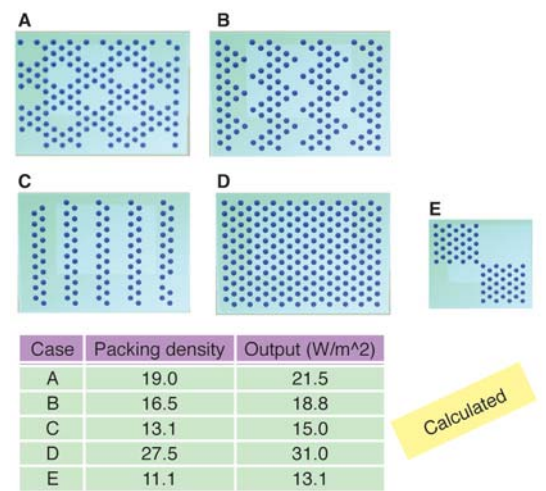 A
B
C
D
E
Case Packing density Output (W/m^2)
A 19.0 21.5
B 16.5 18.8
C 13.1 15.0
D 27.5 31.0
E 11.1 13.1
Calculated